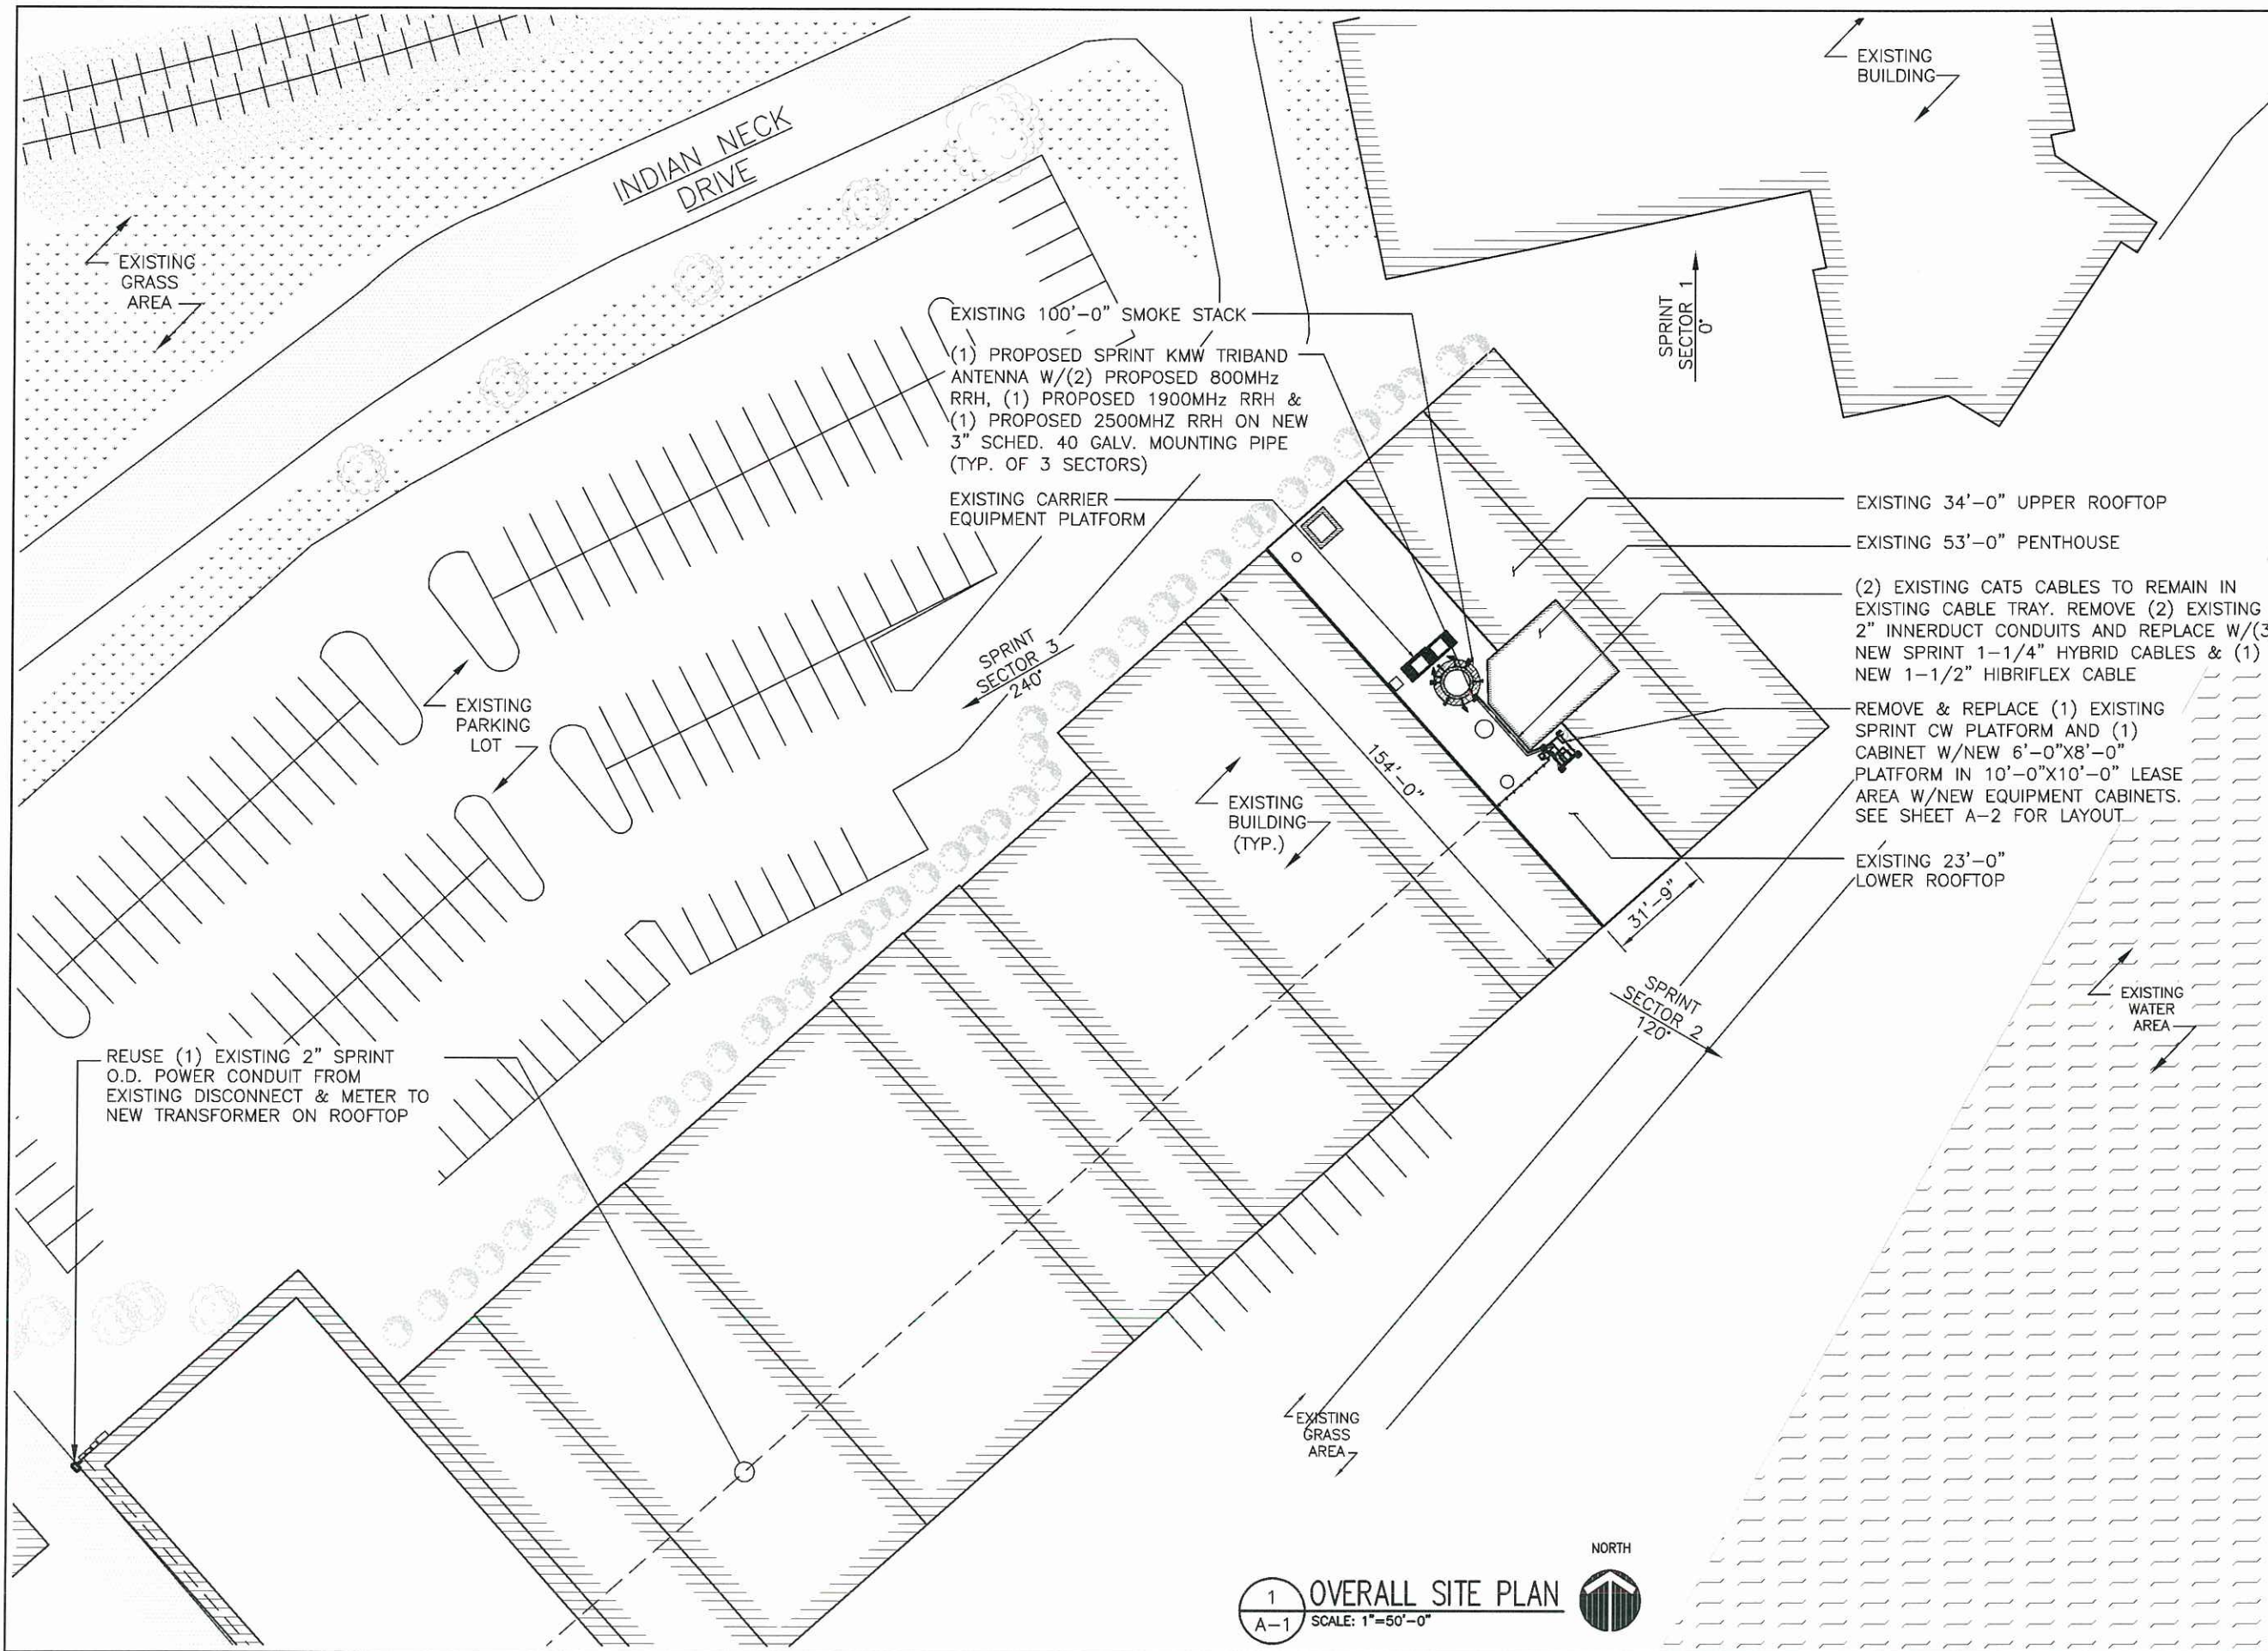 INDIAN NECK
DRIVE
EXISTING
BUILDING
EXISTING
GRASS
AREA
SPRINT
SECTOR 1
0°
EXISTING 100'-0" SMOKE STACK
(1) PROPOSED SPRINT KMW TRIBAND
ANTENNA W/(2) PROPOSED 800MHz
RRH, (1) PROPOSED 1900MHz RRH &
(1) PROPOSED 2500MHZ RRH ON NEW
3" SCHED. 40 GALV. MOUNTING PIPE
(TYP. OF 3 SECTORS)
EXISTING CARRIER
EQUIPMENT PLATFORM
EXISTING 34'-0" UPPER ROOFTOP
EXISTING 53'-0" PENTHOUSE
(2) EXISTING CAT5 CABLES TO REMAIN IN
EXISTING CABLE TRAY. REMOVE (2) EXISTING
2" INNERDUCT CONDUITS AND REPLACE W/(3
NEW SPRINT 1-1/4" HYBRID CABLES & (1)
NEW 1-1/2" HIBRIFLEX CABLE
REMOVE & REPLACE (1) EXISTING
SPRINT CW PLATFORM AND (1)
CABINET W/NEW 6'-0"X8'-0"
PLATFORM IN 10'-0"X10'-0" LEASE
AREA W/NEW EQUIPMENT CABINETS.
SEE SHEET A-2 FOR LAYOUT
EXISTING 23'-0"
LOWER ROOFTOP
SPRINT
SECTOR 3
240°
EXISTING
PARKING
LOT
154'-0"
EXISTING
BUILDING
(TYP.)
31'-9"
SPRINT
SECTOR 2
120°
EXISTING
WATER
AREA
REUSE (1) EXISTING 2" SPRINT
O.D. POWER CONDUIT FROM
EXISTING DISCONNECT & METER TO
NEW TRANSFORMER ON ROOFTOP
EXISTING
GRASS
AREA
NORTH
1
A-1
OVERALL SITE PLAN
SCALE: 1"=50'-0"